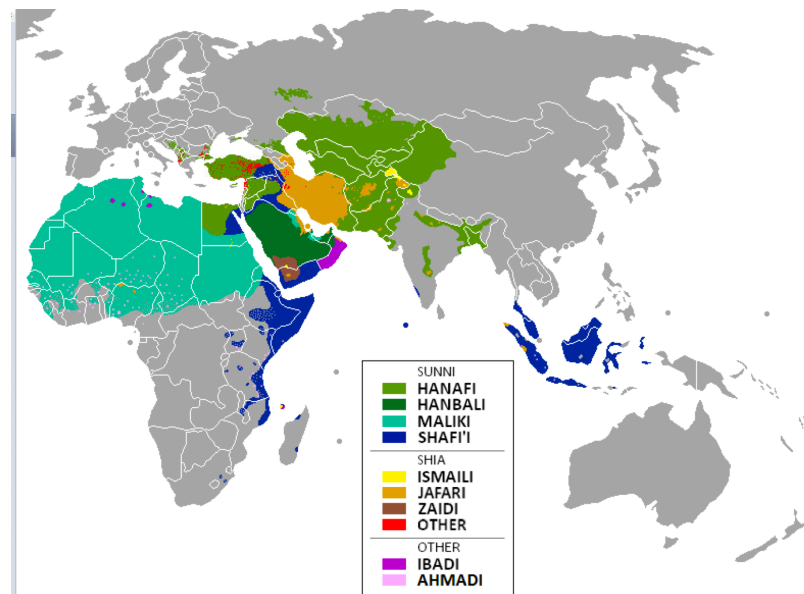 SUNNI
HANAFI
HANBALI
MALIKI
SHAFI'I
SHIA
ISMAILI
JAFARI
ZAIDI
OTHER
OTHER
IBADI
AHMADI